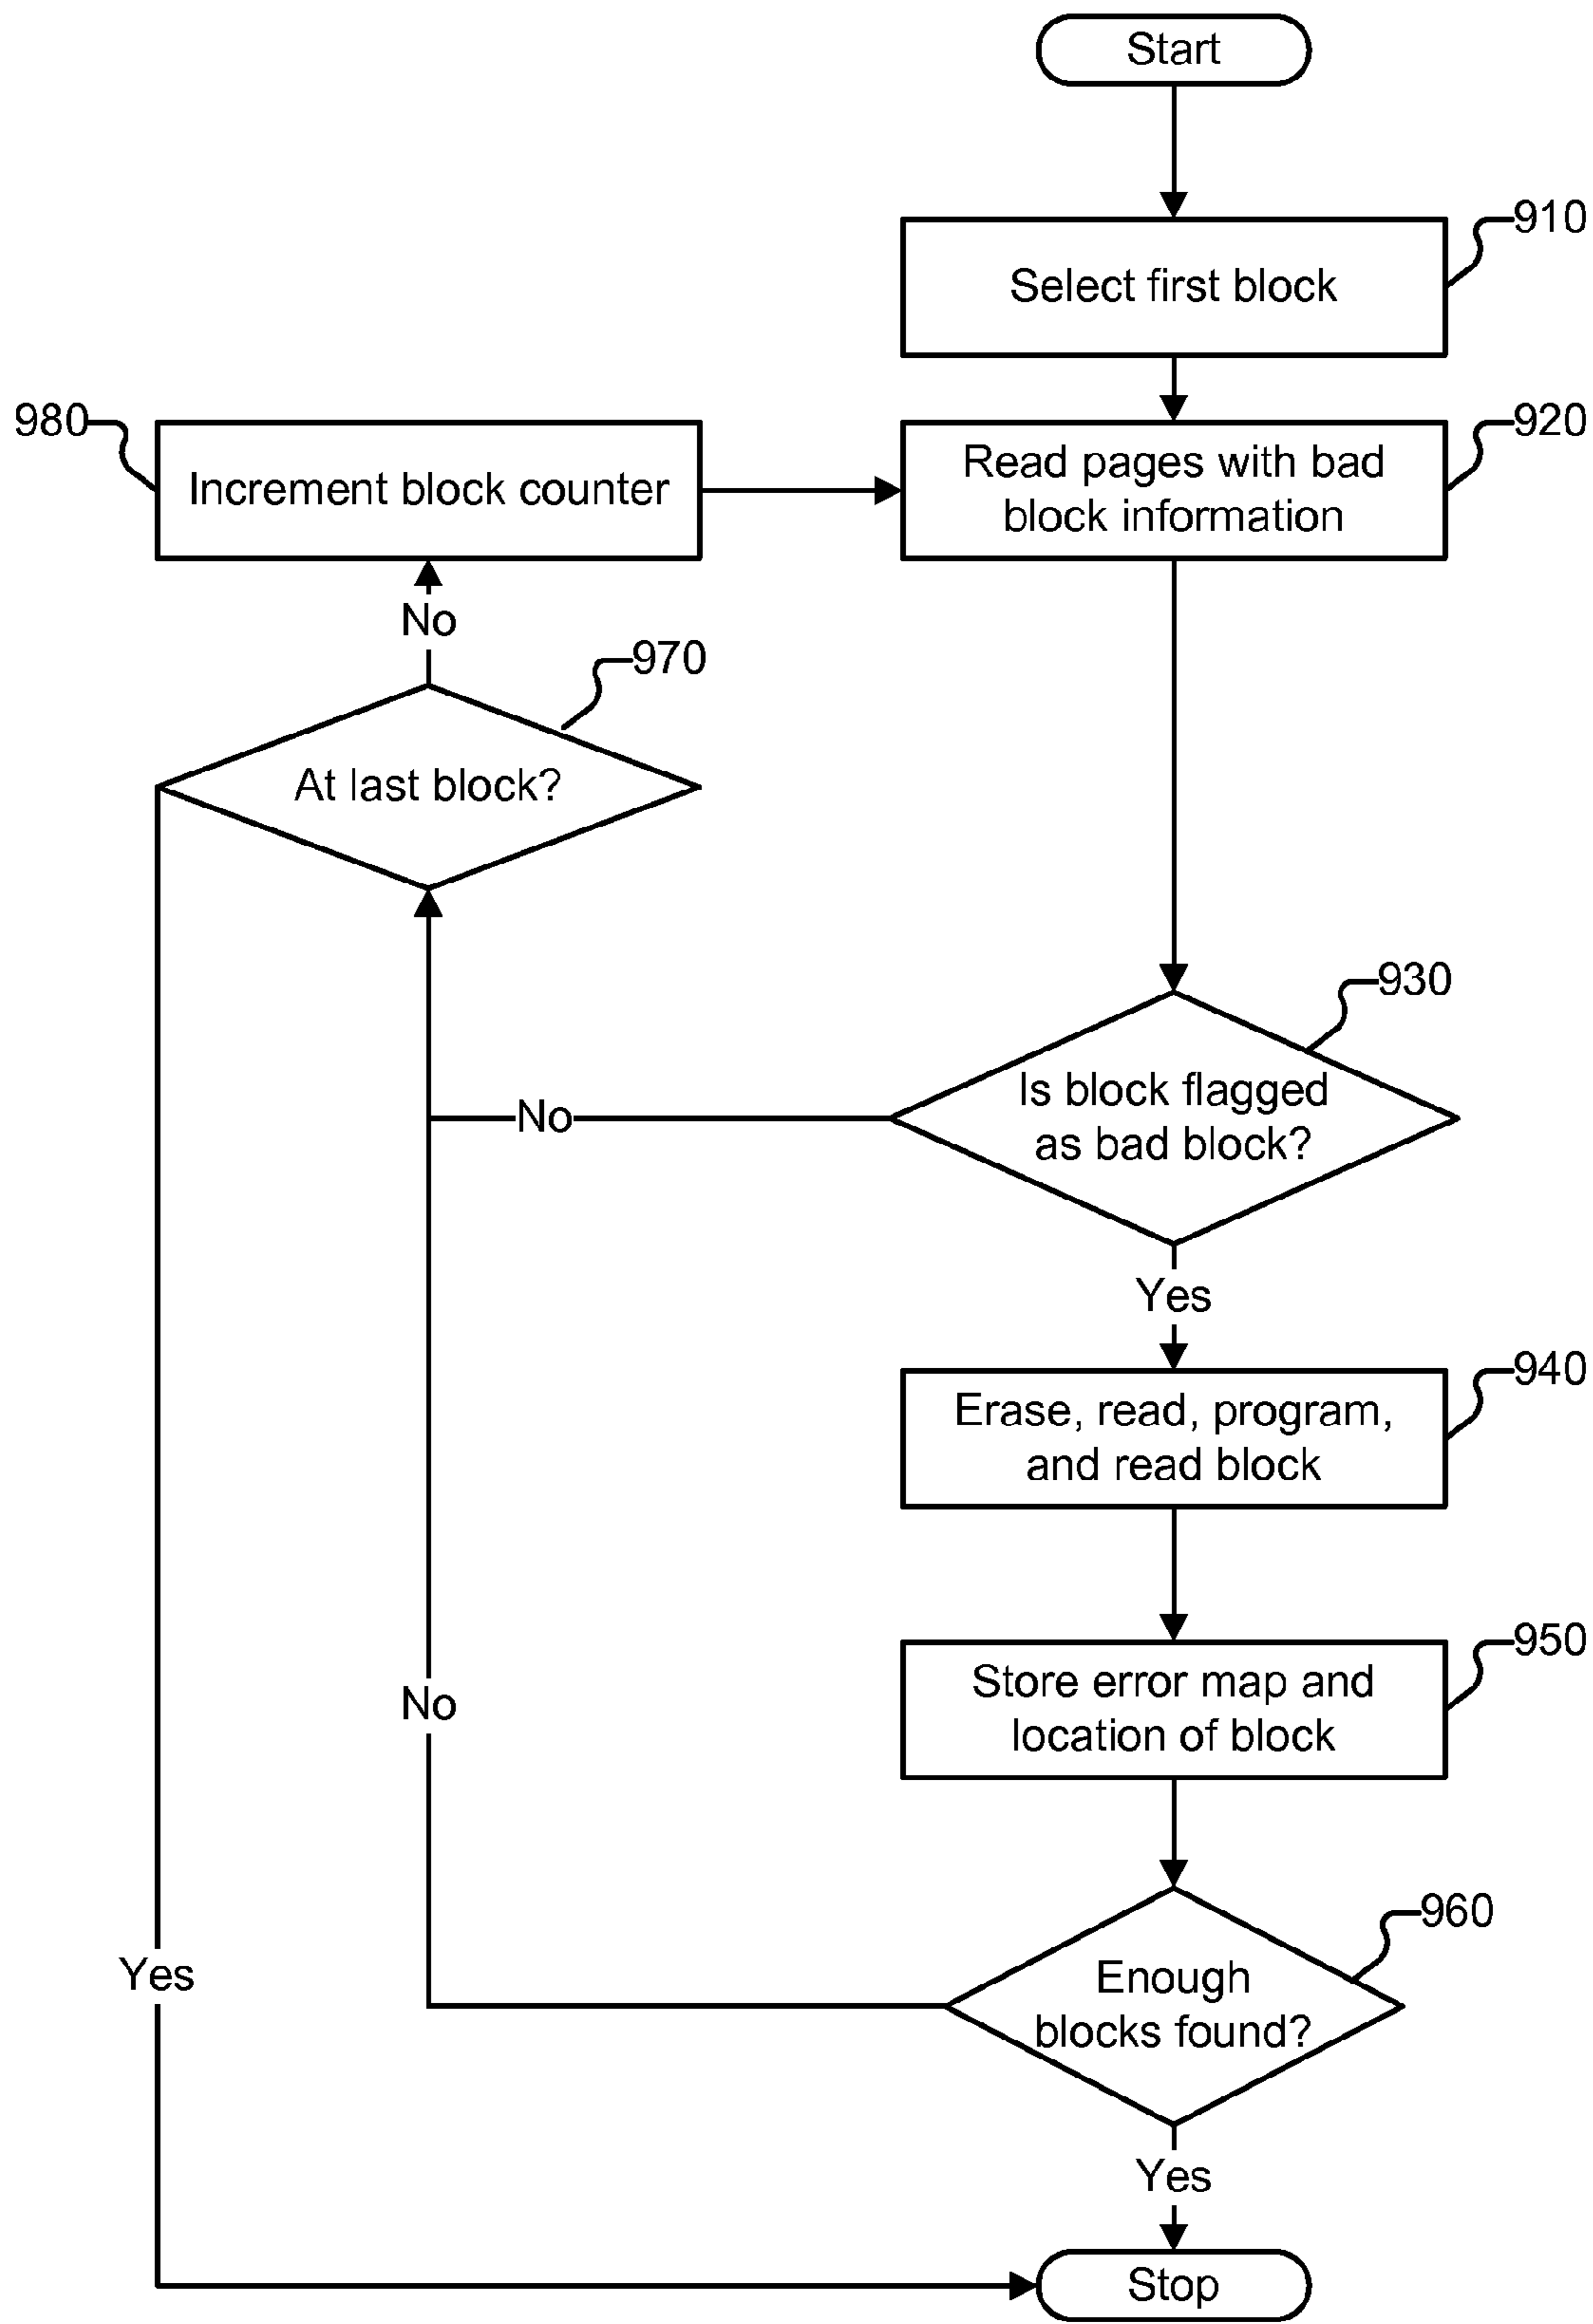 Start
910
Select first block
980
920
Increment block counter
Read pages with bad
block information
No
970
At last block?
930
Is block flagged
as bad block?
No
Yes
940
Erase, read, program,
and read block
950
Store error map and
location of block
No
960
Enough
blocks found?
Yes
Yes
Stop